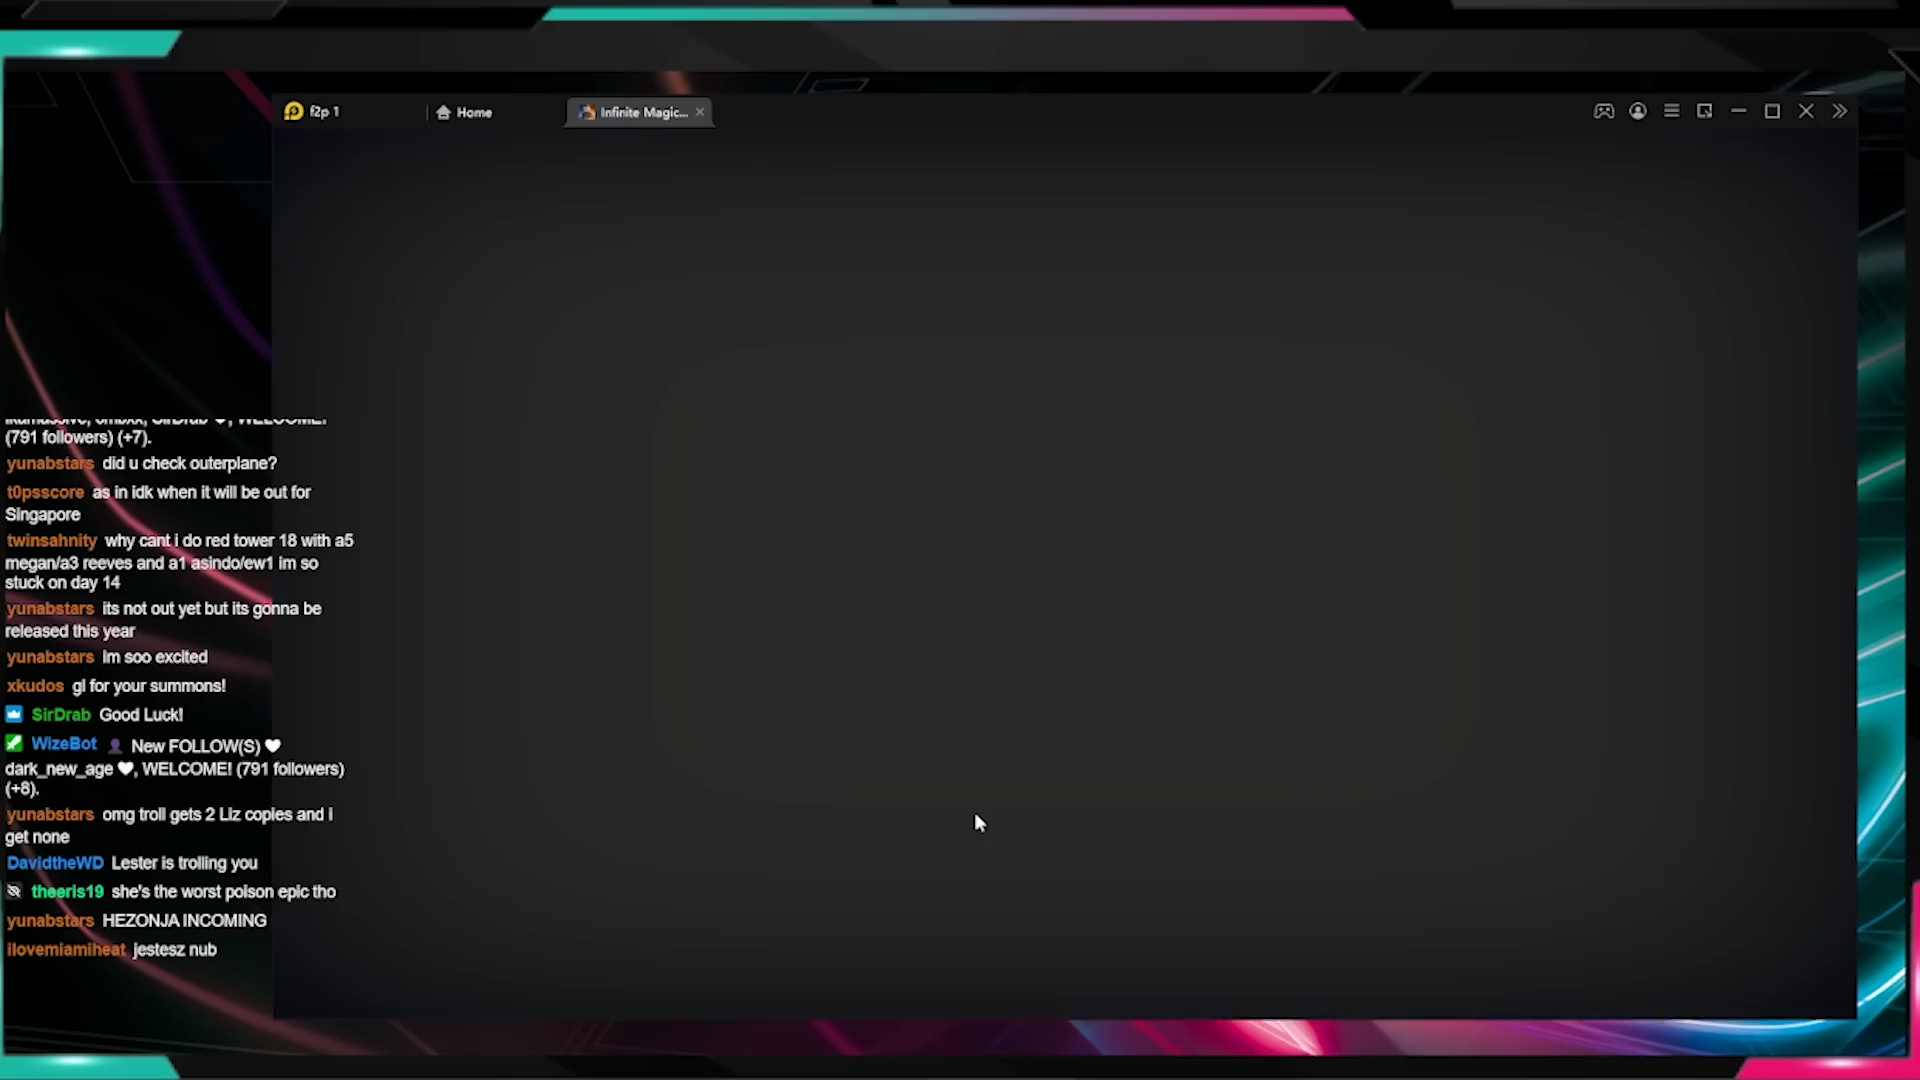 f2p 1
Home
Infinite Magic...
(791 followers) (+7).
yunabstars did u check outerplane?
t0psscore as in idk when it will be out for
Singapore
twinsahnity why cant i do red tower 18 with a5
megan/a3 reeves and a1 asindo/ew1 im so
stuck on day 14
yunabstars its not out yet but its gonna be
released this year
yunabstars Im soo excited
xkudos gl for your summons!
SirDrab Good Luck!
WizeBot 👤 New FOLLOW(S) ♥
dark_new_age ♥, WELCOME! (791 followers)
(+8).
yunabstars omg troll gets 2 Liz copies and i
get none
DavidtheWD Lester is trolling you
theeris19 she's the worst poison epic tho
yunabstars HEZONJA INCOMING
ilovemiamiheat jestesz nub